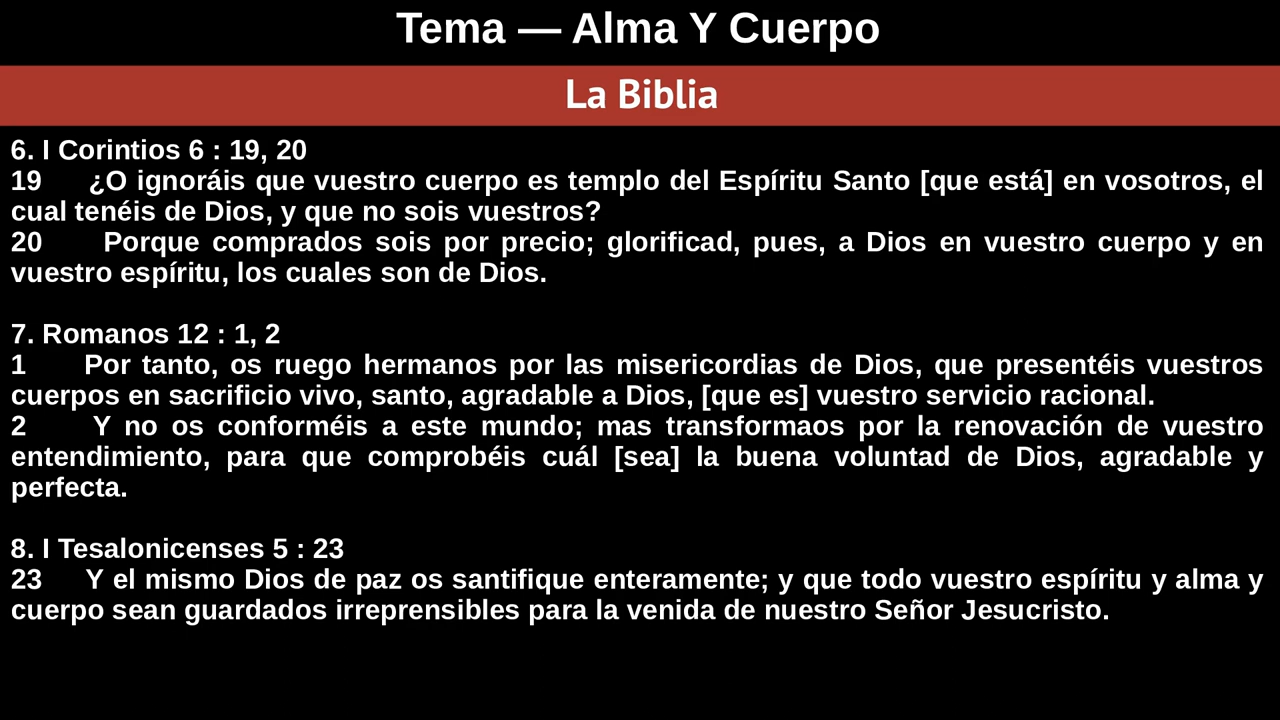 Tema — Alma Y Cuerpo
La Biblia
6. I Corintios 6 : 19, 20
19 ¿O ignoráis que vuestro cuerpo es templo del Espíritu Santo [que está] en vosotros, el
cual tenéis de Dios, y que no sois vuestros?
20 Porque comprados sois por precio; glorificad, pues, a Dios en vuestro cuerpo y en
vuestro espíritu, los cuales son de Dios.
7. Romanos 12 : 1, 2
1 Por tanto, os ruego hermanos por las misericordias de Dios, que presentéis vuestros
cuerpos en sacrificio vivo, santo, agradable a Dios, [que es] vuestro servicio racional.
2 Y no os conforméis a este mundo; mas transformaos por la renovación de vuestro
entendimiento, para que comprobéis cuál [sea] la buena voluntad de Dios, agradable y
perfecta.
8. I Tesalonicenses 5 : 23
23 Y el mismo Dios de paz os santifique enteramente; y que todo vuestro espíritu y alma y
cuerpo sean guardados irreprensibles para la venida de nuestro Señor Jesucristo.